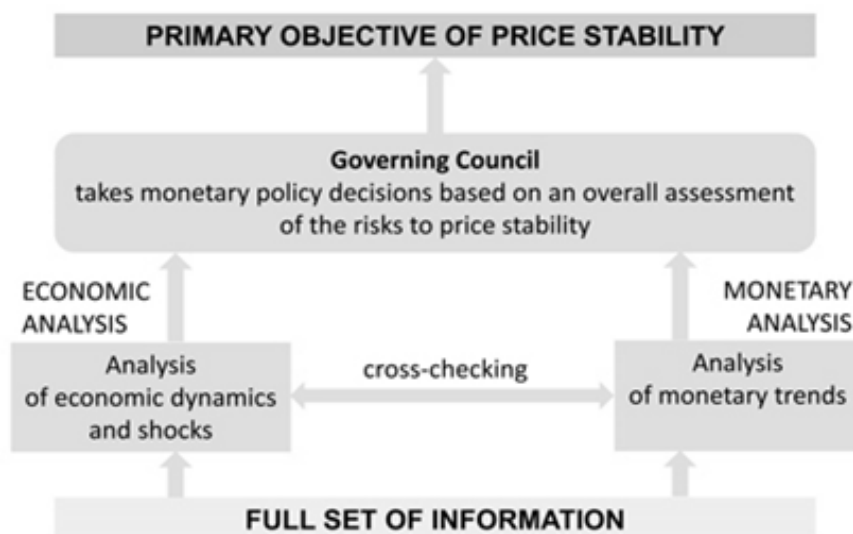 PRIMARY OBJECTIVE OF PRICE STABILITY
Governing Council
takes monetary policy decisions based on an overall assessment
of the risks to price stability
ECONOMIC
ANALYSIS
MONETARY
ANALYSIS
Analysis
of economic dynamics
and shocks
cross-checking
Analysis
of monetary trends
FULL SET OF INFORMATION